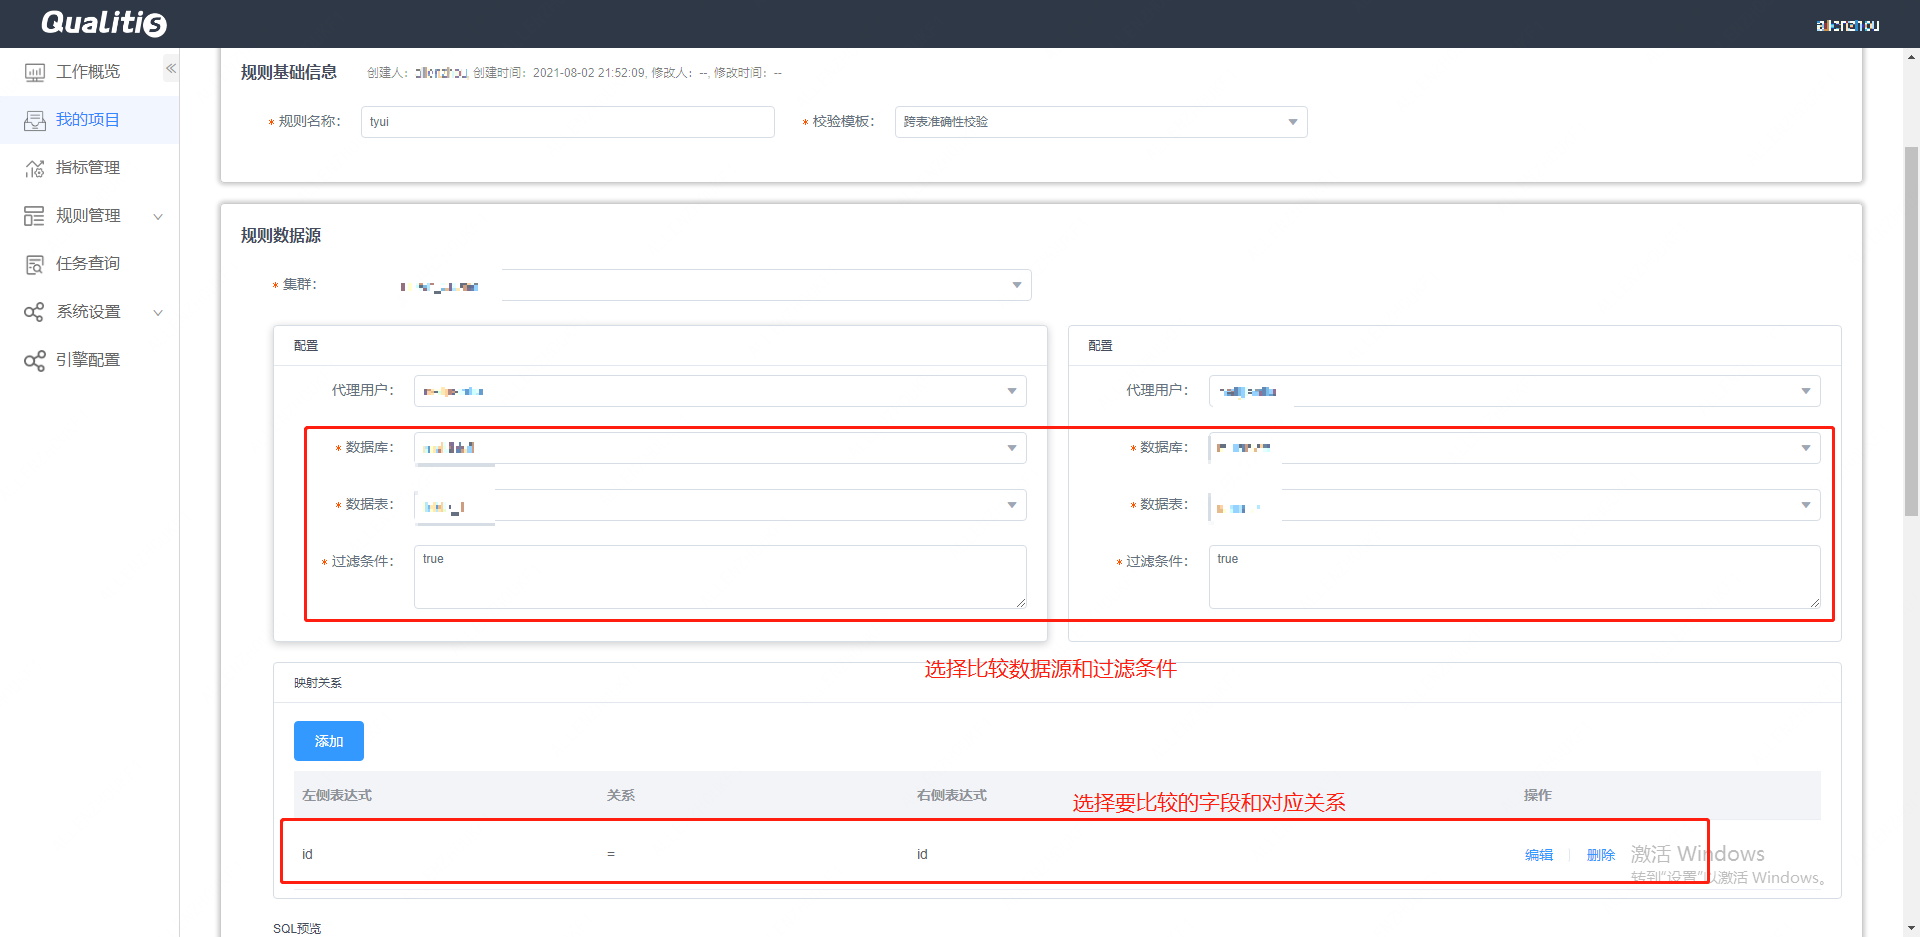 Qualitis
工作概览
我的项目
指标管理
规则管理
任务查询
系统设置
引擎配置
规则基础信息 创建人： allenzhou, 创建时间： 2021-08-02 21:52:09, 修改人： --, 修改时间： --
* 规则名称： tyui * 校验模板： 跨表准确性校验
规则数据源
* 集群：
配置 配置
代理用户： 代理用户：
* 数据库： * 数据库：
* 数据表： * 数据表：
* 过滤条件： true * 过滤条件： true
选择比较数据源和过滤条件
映射关系
添加
左侧表达式 关系 右侧表达式 操作
选择要比较的字段和对应关系
id = id 编辑 删除
激活 Windows
转到"设置"以激活 Windows。
SQL预览